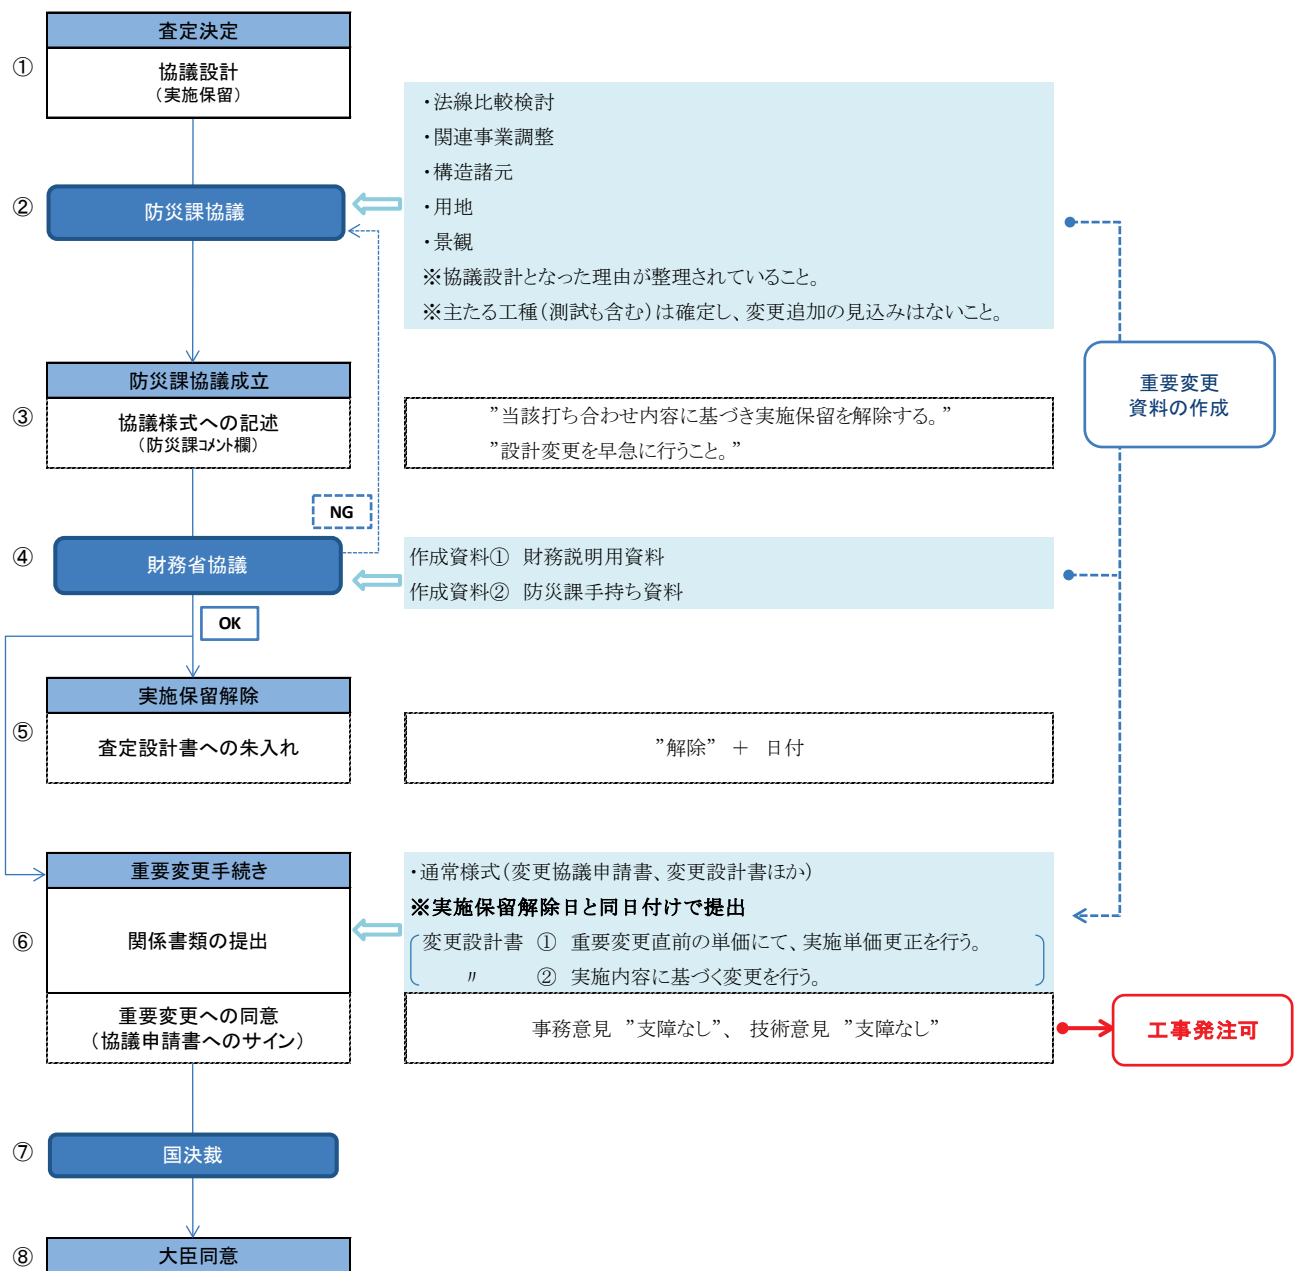 査定決定
①
協議設計
（実施保留）
・法線比較検討
・関連事業調整
・構造諸元
②
防災課協議
・用地
・景観
※協議設計となった理由が整理されていること。
※主たる工種（測試も含む）は確定し、変更追加の見込みはないこと。
重要変更
資料の作成
防災課協議成立
③
協議様式への記述
（防災課コメント欄）
”当該打ち合わせ内容に基づき実施保留を解除する。”
”設計変更を早急に行うこと。”
NG
④
財務省協議
作成資料① 財務説明用資料
作成資料② 防災課手持ち資料
OK
実施保留解除
⑤
査定設計書への朱入れ
”解除” ＋ 日付
重要変更手続き
⑥
関係書類の提出
・通常様式（変更協議申請書、変更設計書ほか）
※実施保留解除日と同日付けで提出
変更設計書 ① 重要変更直前の単価にて、実施単価更正を行う。
〃 ② 実施内容に基づく変更を行う。
重要変更への同意
（協議申請書へのサイン）
事務意見 ”支障なし”、 技術意見 ”支障なし”
工事発注可
⑦
国決裁
⑧
大臣同意